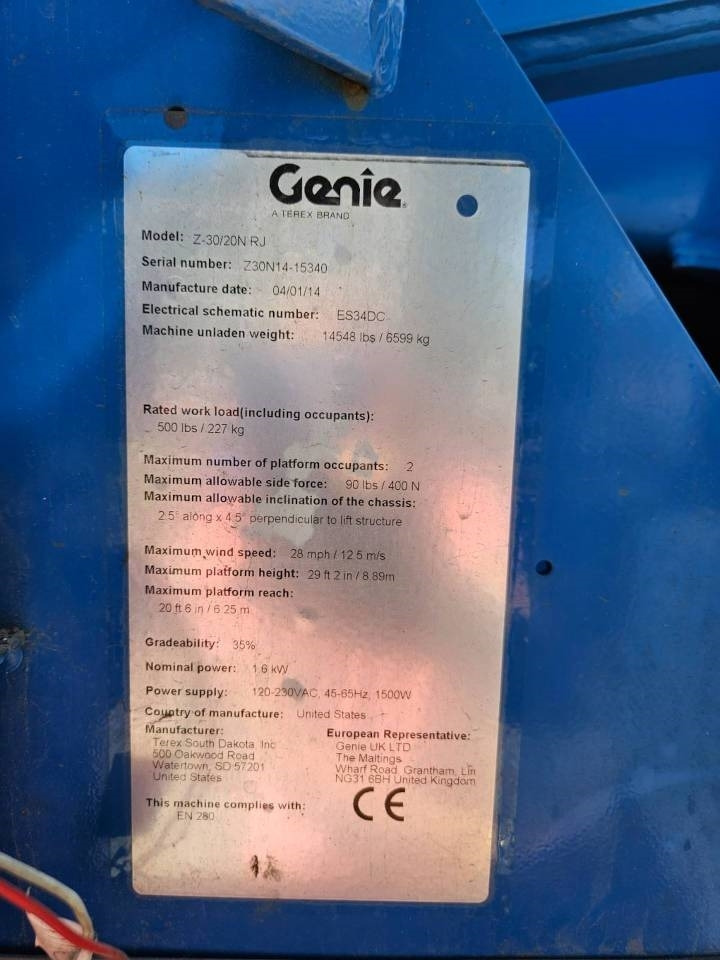 Genie
A TEREX BRAND
Model: Z-30/20N RJ
Serial number: Z30N14-15340
Manufacture date: 04/01/14
Electrical schematic number: ES34DC
Machine unladen weight: 14548 lbs / 6599 kg
Rated work load(including occupants):
500 lbs / 227 kg
Maximum number of platform occupants: 2
Maximum allowable side force: 90 lbs / 400 N
Maximum allowable inclination of the chassis:
2.5° along x 4.5° perpendicular to lift structure
Maximum wind speed: 28 mph / 12.5 m/s
Maximum platform height: 29 ft 2 in / 8.89m
Maximum platform reach:
20 ft 6 in / 6.25 m
Gradeability: 35%
Nominal power: 1.6 kW
Power supply: 120-230VAC, 45-65Hz, 1500W
Country of manufacture: United States
Manufacturer:
Terex South Dakota, Inc
500 Oakwood Road
Watertown, SD 57201
United States
European Representative:
Genie UK LTD
The Maltings
Wharf Road, Grantham, Lin
NG31 6BH United Kingdom
This machine complies with:
EN 280
CE